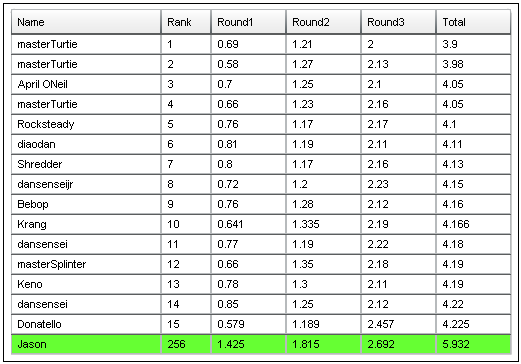 Name Rank Round1 Round2 Round3 Total
masterTurtie 1 0.69 1.21 2 3.9
masterTurtie 2 0.58 1.27 2.13 3.98
April ONeil 3 0.7 1.25 2.1 4.05
masterTurtie 4 0.66 1.23 2.16 4.05
Rocksteady 5 0.76 1.17 2.17 4.1
diaodan 6 0.81 1.19 2.11 4.11
Shredder 7 0.8 1.17 2.16 4.13
dansenseijr 8 0.72 1.2 2.23 4.15
Bebop 9 0.76 1.28 2.12 4.16
Krang 10 0.641 1.335 2.19 4.166
dansensei 11 0.77 1.19 2.22 4.18
masterSplinter 12 0.66 1.35 2.18 4.19
Keno 13 0.78 1.3 2.11 4.19
dansensei 14 0.85 1.25 2.12 4.22
Donatello 15 0.579 1.189 2.457 4.225
Jason 256 1.425 1.815 2.692 5.932